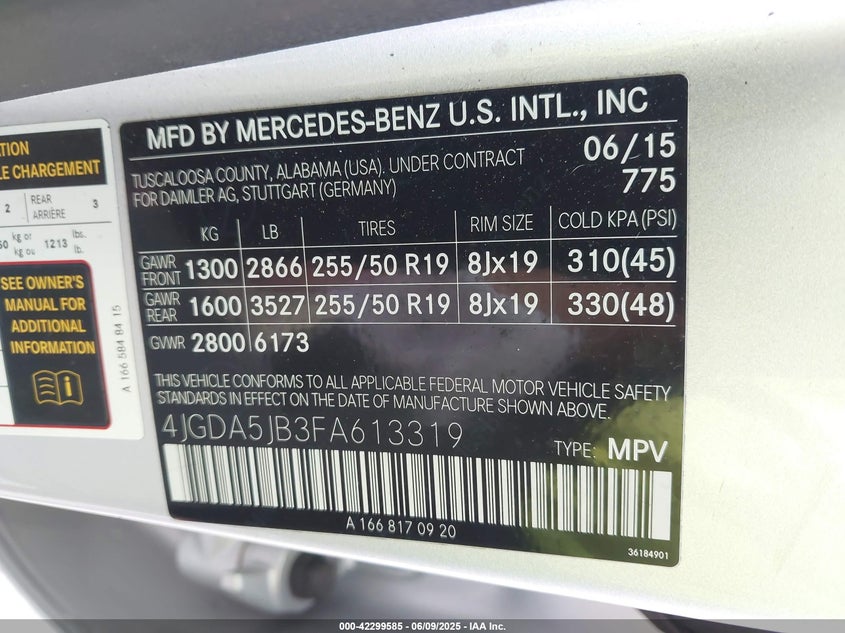 ATION
LE CHARGEMENT
2 REAR ARRIÈRE 3
60 kg or kg ou 1213 lbs. lb.
SEE OWNER'S
MANUAL FOR
ADDITIONAL
INFORMATION
A 166 584 84 15
MFD BY MERCEDES-BENZ U.S. INTL., INC
TUSCALOOSA COUNTY, ALABAMA (USA). UNDER CONTRACT
FOR DAIMLER AG, STUTTGART (GERMANY)
06/15
775
KG LB TIRES RIM SIZE COLD KPA (PSI)
GAWR FRONT 1300 2866 255/50 R19 8Jx19 310(45)
GAWR REAR 1600 3527 255/50 R19 8Jx19 330(48)
GVWR 2800 6173
THIS VEHICLE CONFORMS TO ALL APPLICABLE FEDERAL MOTOR VEHICLE SAFETY
STANDARDS IN EFFECT ON THE DATE OF MANUFACTURE SHOWN ABOVE.
4JGDA5JB3FA613319
TYPE: MPV
A 166 817 09 20
36184901
000-42299585 - 06/09/2025 - IAA Inc.